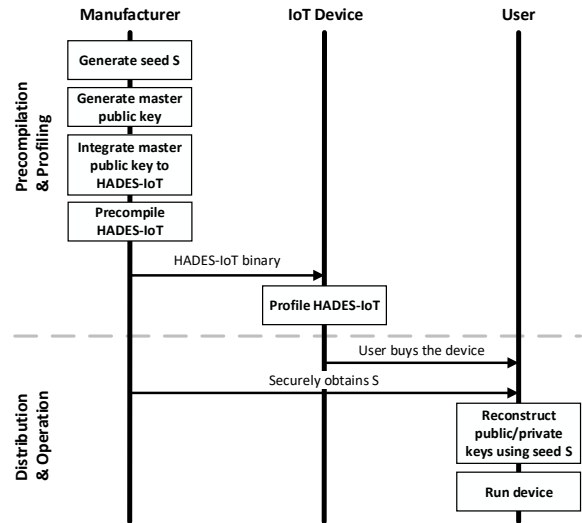 Manufacturer
IoT Device
User
Precompilation
& Profiling
Generate seed S
Generate master
public key
Integrate master
public key to
HADES-IoT
Precompile
HADES-IoT
HADES-IoT binary
Profile HADES-IoT
Distribution
& Operation
User buys the device
Securely obtains S
Reconstruct
public/private
keys using seed S
Run device